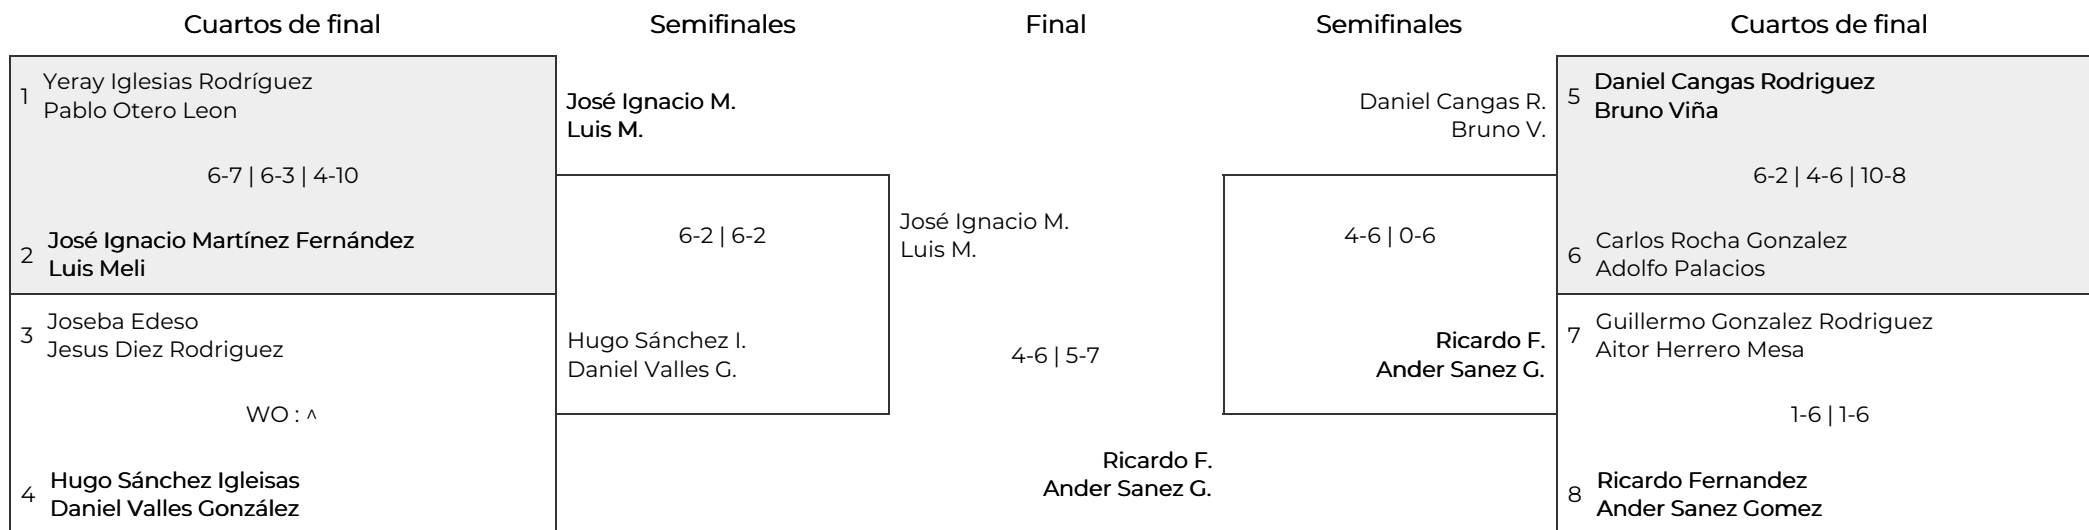 Cuartos de final
Semifinales
Final
Semifinales
Cuartos de final
1
Yeray Iglesias Rodríguez
Pablo Otero Leon
6-7 | 6-3 | 4-10
2
José Ignacio Martínez Fernández
Luis Meli
3
Joseba Edeso
Jesus Diez Rodriguez
WO : ^
4
Hugo Sánchez Igleisas
Daniel Valles González
José Ignacio M.
Luis M.
6-2 | 6-2
Hugo Sánchez I.
Daniel Valles G.
José Ignacio M.
Luis M.
4-6 | 5-7
Ricardo F.
Ander Sanez G.
Daniel Cangas R.
Bruno V.
4-6 | 0-6
Ricardo F.
Ander Sanez G.
5
Daniel Cangas Rodriguez
Bruno Viña
6-2 | 4-6 | 10-8
6
Carlos Rocha Gonzalez
Adolfo Palacios
7
Guillermo Gonzalez Rodriguez
Aitor Herrero Mesa
1-6 | 1-6
8
Ricardo Fernandez
Ander Sanez Gomez